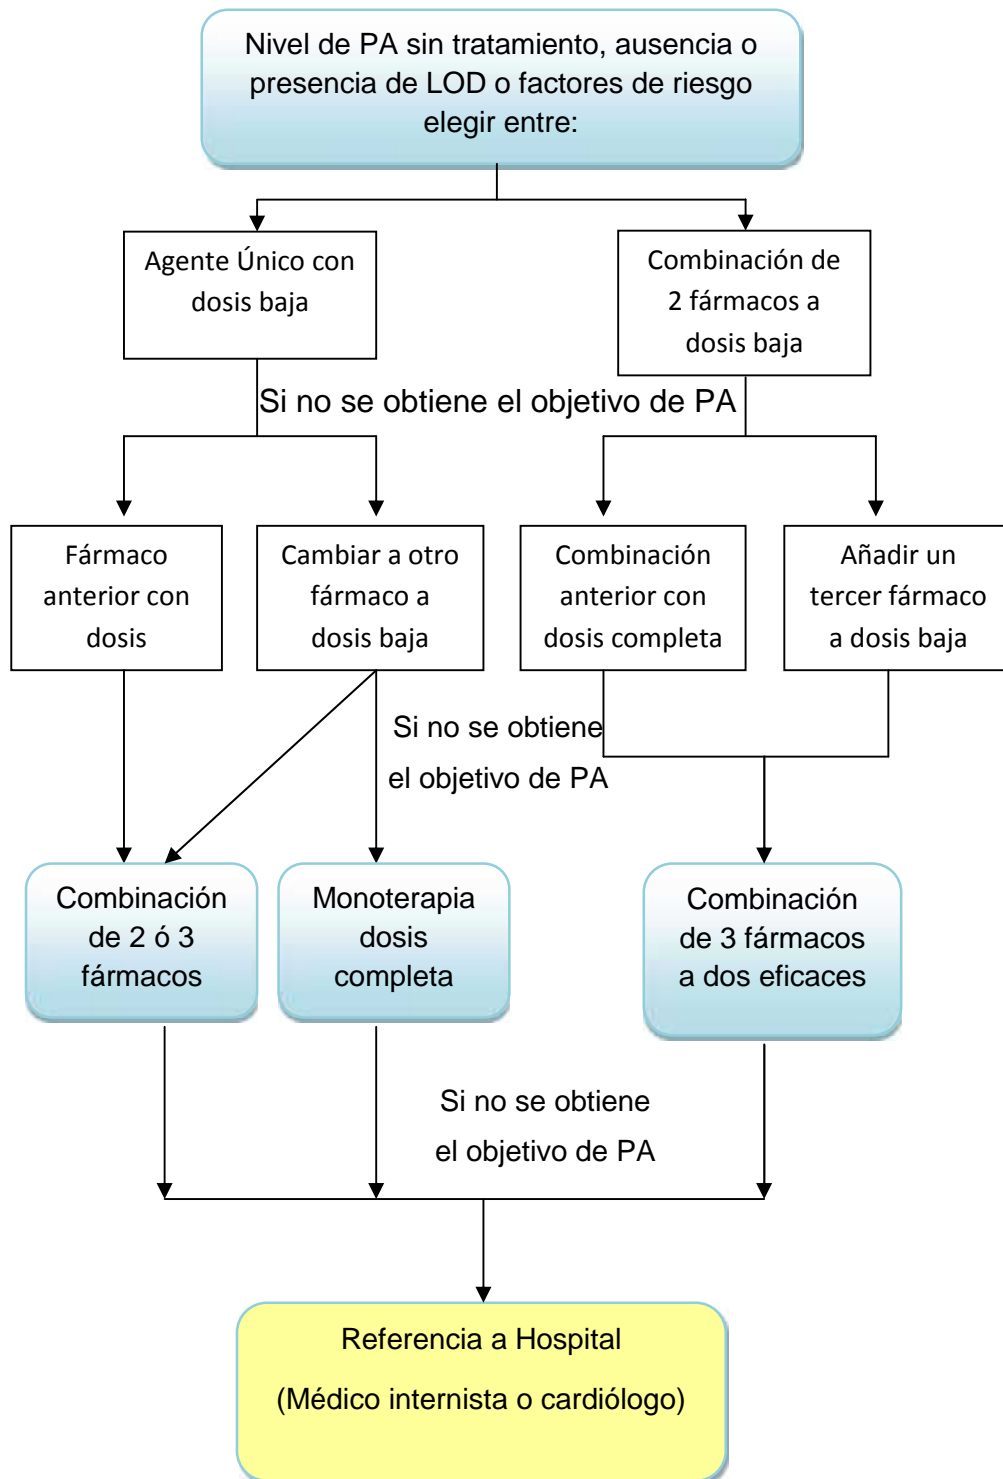 Nivel de PA sin tratamiento, ausencia o
presencia de LOD o factores de riesgo
elegir entre:
Agente Único con
dosis baja
Combinación de
2 fármacos a
dosis baja
Si no se obtiene el objetivo de PA
Fármaco
anterior con
dosis
Cambiar a otro
fármaco a
dosis baja
Combinación
anterior con
dosis completa
Añadir un
tercer fármaco
a dosis baja
Si no se obtiene
el objetivo de PA
Combinación
de 2 ó 3
fármacos
Monoterapia
dosis
completa
Combinación
de 3 fármacos
a dos eficaces
Si no se obtiene
el objetivo de PA
Referencia a Hospital
(Médico internista o cardiólogo)